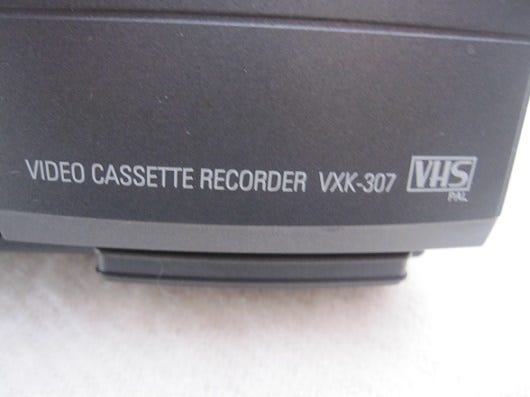 VIDEO CASSETTE RECORDER VXK-307 VHS
PAL